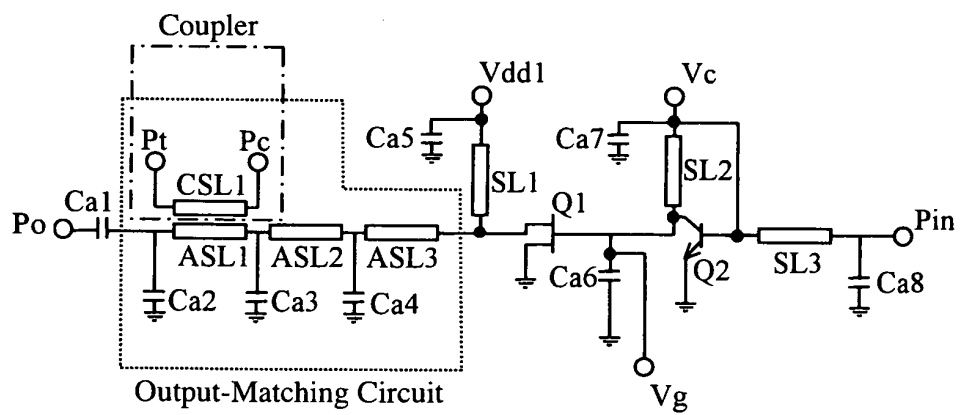 Coupler
Vdd1
Vc
Pt
Pc
Ca5
Ca7
CSL1
SL1
SL2
Po
Ca1
Q1
Pin
ASL1
ASL2
ASL3
Q2
SL3
Ca2
Ca3
Ca4
Ca6
Ca8
Output-Matching Circuit
Vg